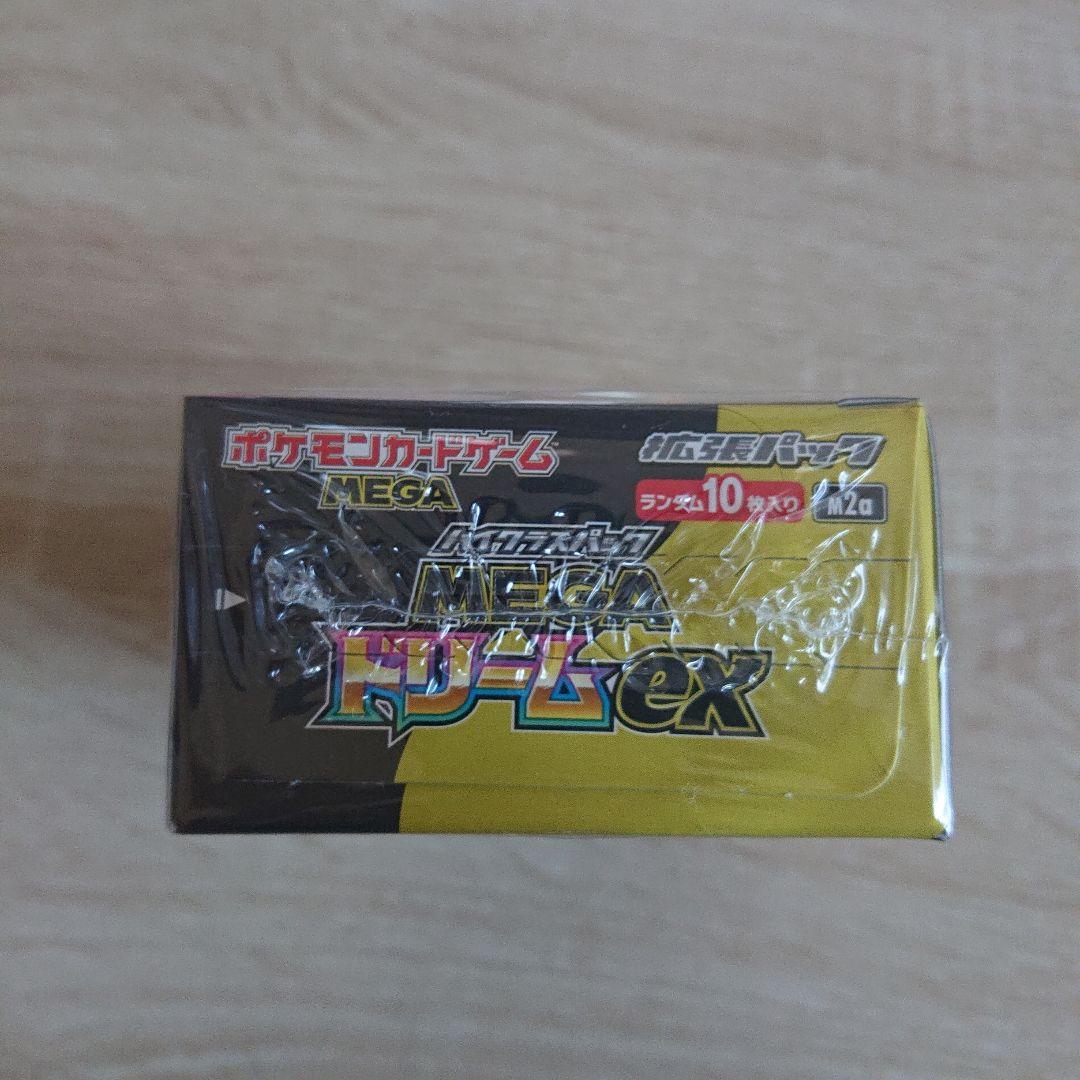 ポケモンカードゲーム™
MEGA
拡張パック
ランダム10枚入り M2a
ハイクラスパック
MEGA
ドリームex